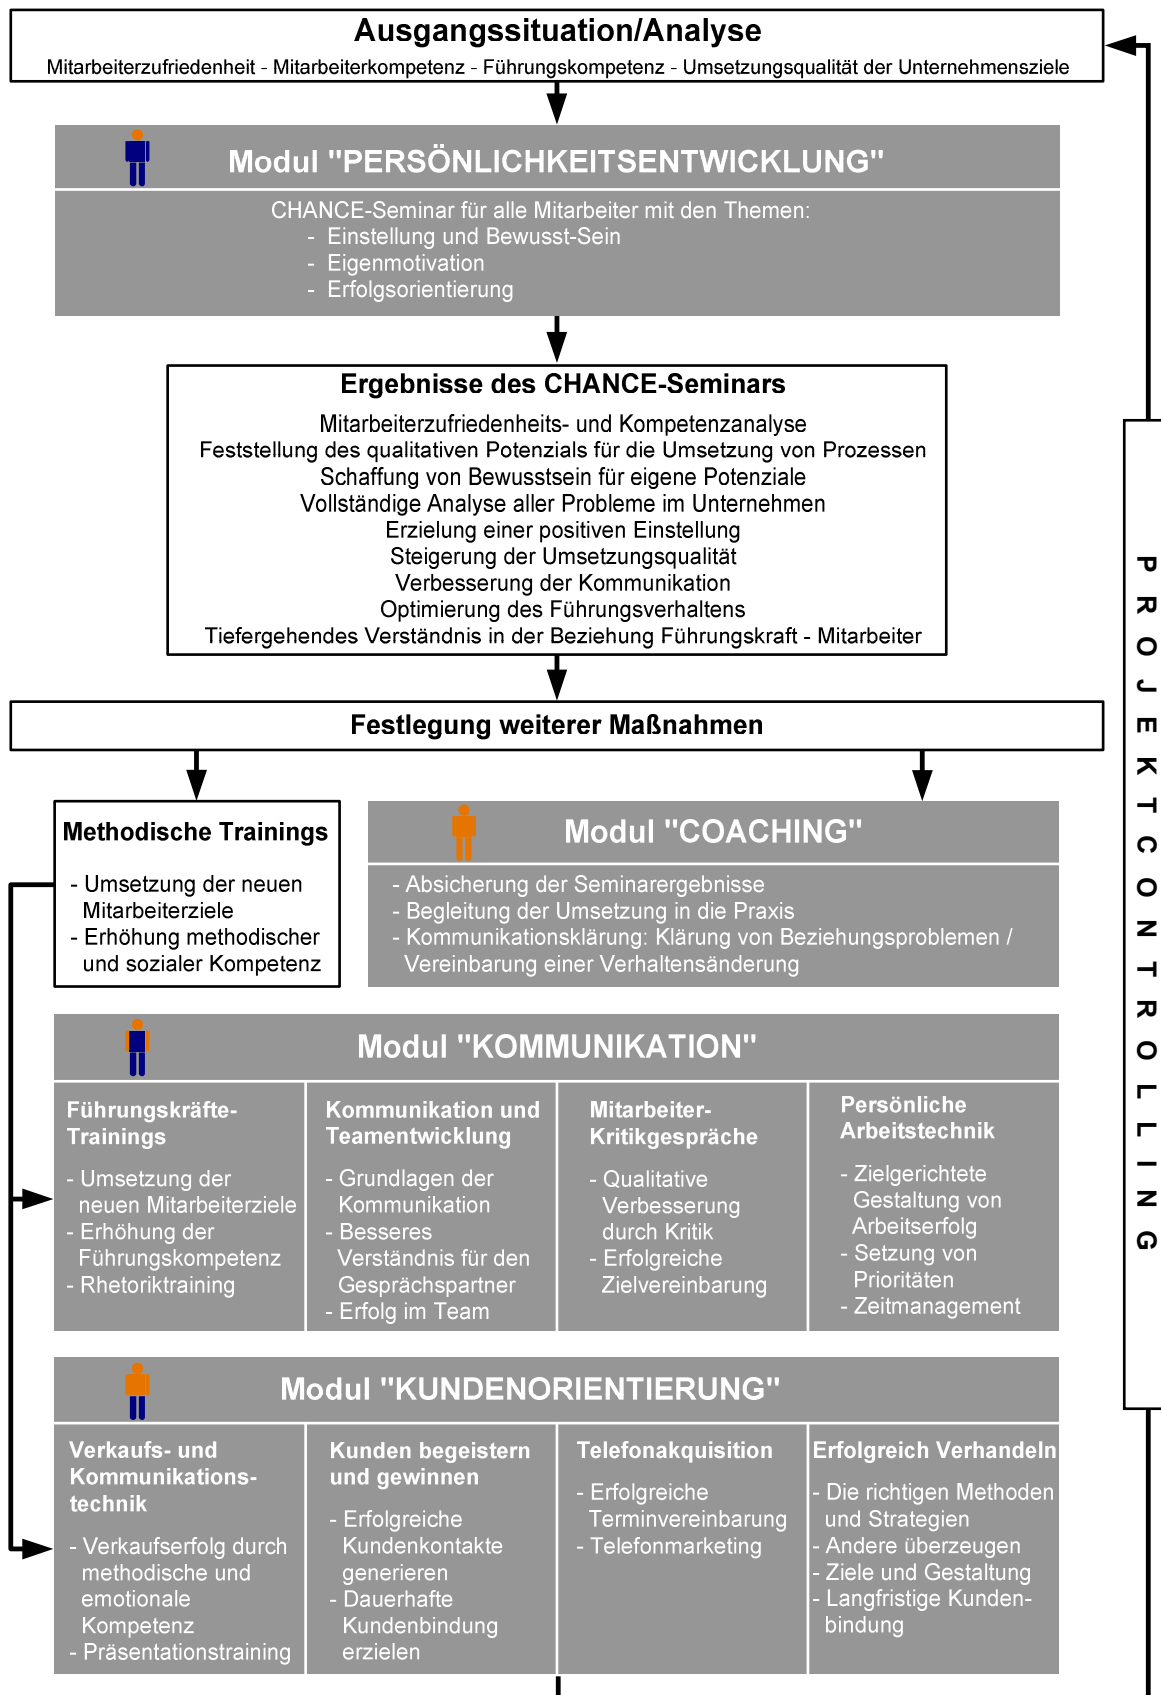 Ausgangssituation/Analyse
Mitarbeiterzufriedenheit - Mitarbeiterkompetenz - Führungskompetenz - Umsetzungsqualität der Unternehmensziele
Modul "PERSÖNLICHKEITSENTWICKLUNG"
CHANCE-Seminar für alle Mitarbeiter mit den Themen:
- Einstellung und Bewusst-Sein
- Eigenmotivation
- Erfolgsorientierung
Ergebnisse des CHANCE-Seminars
Mitarbeiterzufriedenheits- und Kompetenzanalyse
Feststellung des qualitativen Potenzials für die Umsetzung von Prozessen
Schaffung von Bewusstsein für eigene Potenziale
Vollständige Analyse aller Probleme im Unternehmen
Erzielung einer positiven Einstellung
Steigerung der Umsetzungsqualität
Verbesserung der Kommunikation
Optimierung des Führungsverhaltens
Tiefergehendes Verständnis in der Beziehung Führungskraft - Mitarbeiter
Festlegung weiterer Maßnahmen
Methodische Trainings
- Umsetzung der neuen
Mitarbeiterziele
- Erhöhung methodischer
und sozialer Kompetenz
Modul "COACHING"
- Absicherung der Seminarergebnisse
- Begleitung der Umsetzung in die Praxis
- Kommunikationsklärung: Klärung von Beziehungsproblemen /
Vereinbarung einer Verhaltensänderung
Modul "KOMMUNIKATION"
Führungskräfte-
Trainings
- Umsetzung der
neuen Mitarbeiterziele
- Erhöhung der
Führungskompetenz
- Rhetoriktraining
Kommunikation und
Teamentwicklung
- Grundlagen der
Kommunikation
- Besseres
Verständnis für den
Gesprächspartner
- Erfolg im Team
Mitarbeiter-
Kritikgespräche
- Qualitative
Verbesserung
durch Kritik
- Erfolgreiche
Zielvereinbarung
Persönliche
Arbeitstechnik
- Zielgerichtete
Gestaltung von
Arbeitserfolg
- Setzung von
Prioritäten
- Zeitmanagement
Modul "KUNDENORIENTIERUNG"
Verkaufs- und
Kommunikations-
technik
- Verkaufserfolg durch
methodische und
emotionale
Kompetenz
- Präsentationstraining
Kunden begeistern
und gewinnen
- Erfolgreiche
Kundenkontakte
generieren
- Dauerhafte
Kundenbindung
erzielen
Telefonakquisition
- Erfolgreiche
Terminvereinbarung
- Telefonmarketing
Erfolgreich Verhandeln
- Die richtigen Methoden
und Strategien
- Andere überzeugen
- Ziele und Gestaltung
- Langfristige Kunden-
bindung
PROJEKTCONTROLLING